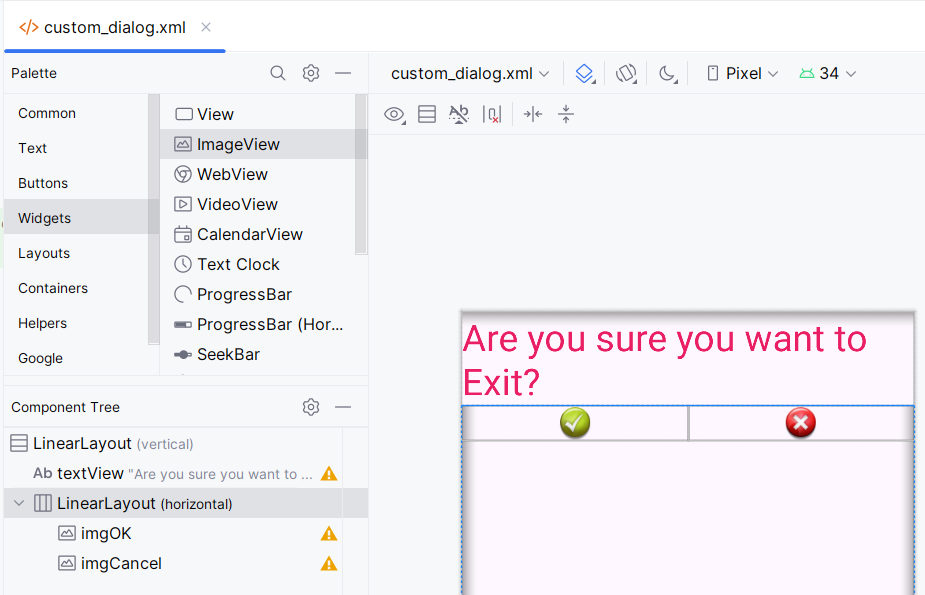 custom_dialog.xml
Palette
Common
Text
Buttons
Widgets
Layouts
Containers
Helpers
Google
View
ImageView
WebView
VideoView
CalendarView
Text Clock
ProgressBar
ProgressBar (Hor...
SeekBar
Component Tree
LinearLayout (vertical)
Ab textView "Are you sure you want to ...
LinearLayout (horizontal)
imgOK
imgCancel
custom_dialog.xml Pixel 34
Are you sure you want to
Exit?